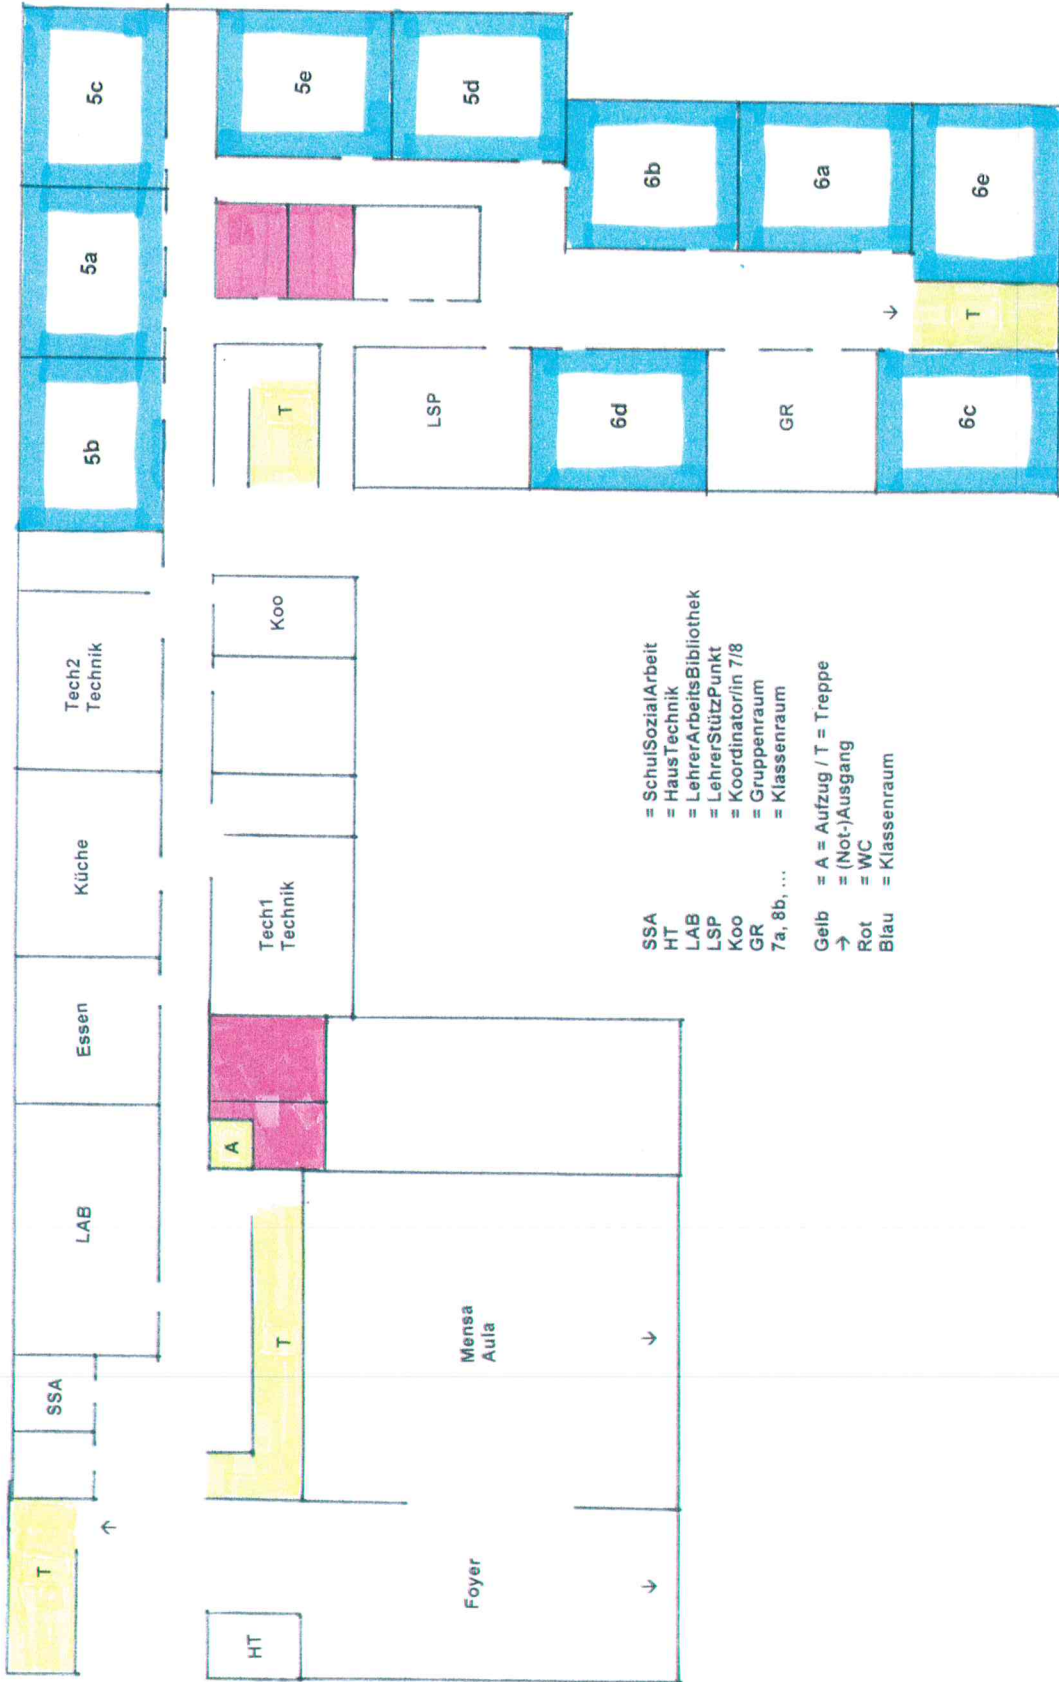 T
SSA
LAB
Essen
Küche
Tech2
Technik
5b
5a
5c
→
HT
T
A
Tech1
Technik
Koo
T
5e
Foyer
Mensa
Aula
LSP
5d
→
→
6d
6b
GR
6a
→
6c
T
6e
SSA = SchulSozialArbeit
HT = HausTechnik
LAB = LehrerArbeitsBibliothek
LSP = LehrerStützPunkt
Koo = Koordinator/in 7/8
GR = Gruppenraum
7a, 8b, … = Klassenraum
Gelb = A = Aufzug / T = Treppe
→ = (Not-)Ausgang
Rot = WC
Blau = Klassenraum